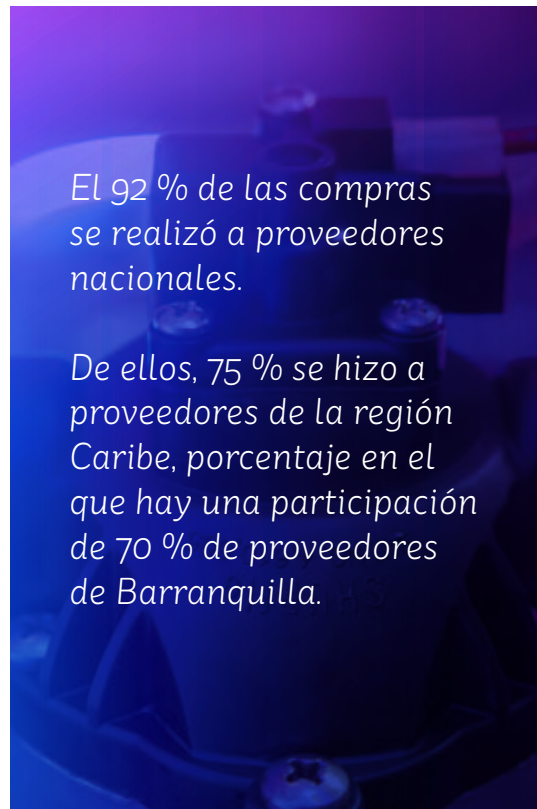 El 92 % de las compras
se realizó a proveedores
nacionales.
De ellos, 75 % se hizo a
proveedores de la región
Caribe, porcentaje en el
que hay una participación
de 70 % de proveedores
de Barranquilla.